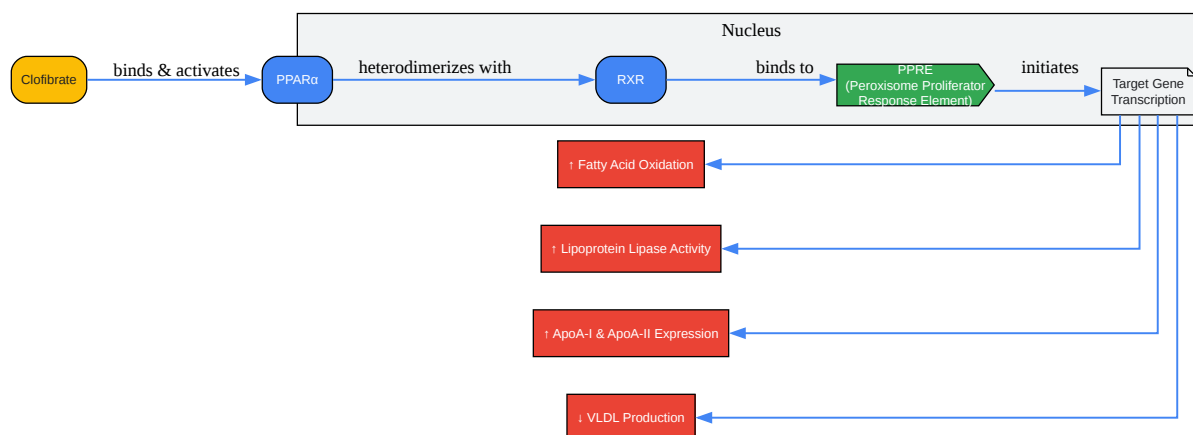 Nucleus
Clofibrate
binds & activates
PPARα
heterodimerizes with
RXR
binds to
PPRE
(Peroxisome Proliferator
Response Element)
initiates
Target Gene
Transcription
↑ Fatty Acid Oxidation
↑ Lipoprotein Lipase Activity
↑ ApoA-I & ApoA-II Expression
↓ VLDL Production